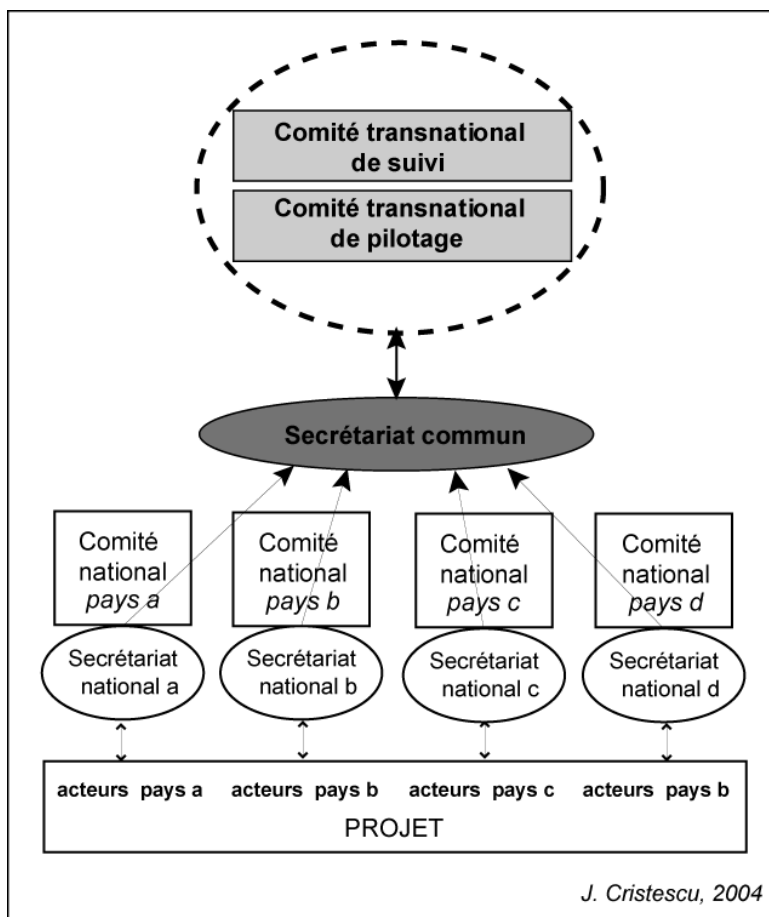 Comité transnational
de suivi
Comité transnational
de pilotage
Secrétariat commun
Comité
national
pays a
Comité
national
pays b
Comité
national
pays c
Comité
national
pays d
Secrétariat
national a
Secrétariat
national b
Secrétariat
national c
Secrétariat
national d
acteurs pays a
acteurs pays b
acteurs pays c
acteurs pays b
PROJET
J. Cristescu, 2004